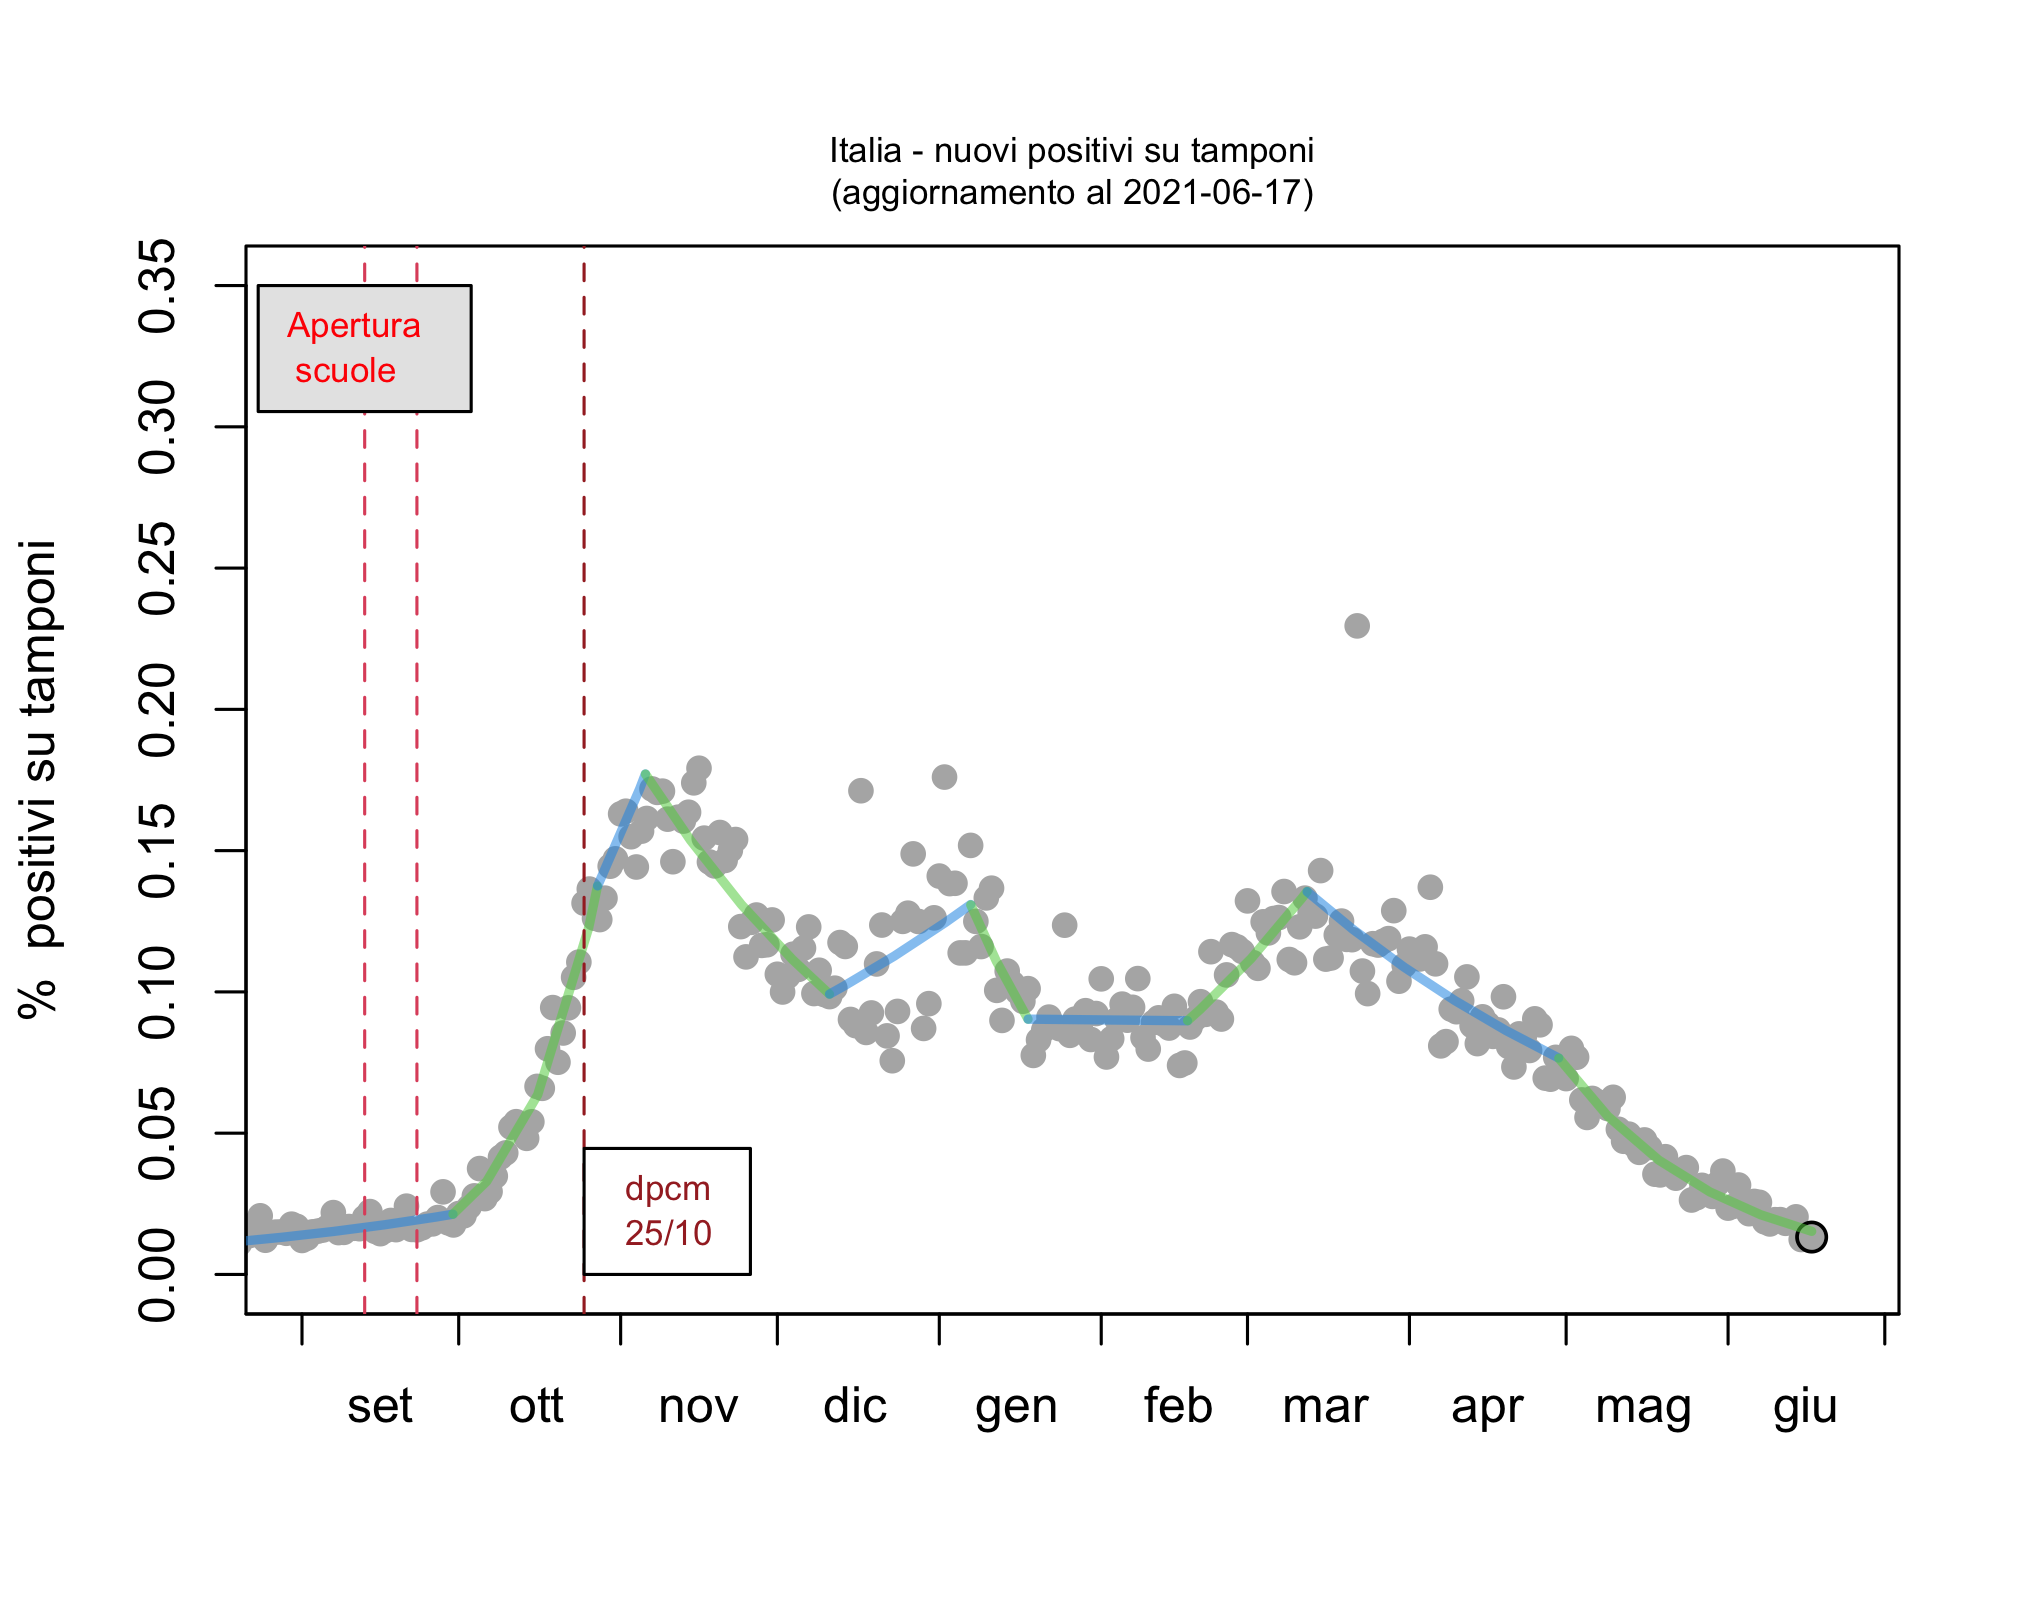 Italia - nuovi positivi su tamponi
(aggiornamento al 2021-06-17)
% positivi su tamponi
0.35
0.30
0.25
0.20
0.15
0.10
0.05
0.00
Apertura
scuole
dpcm
25/10
set ott nov dic gen feb mar apr mag giu